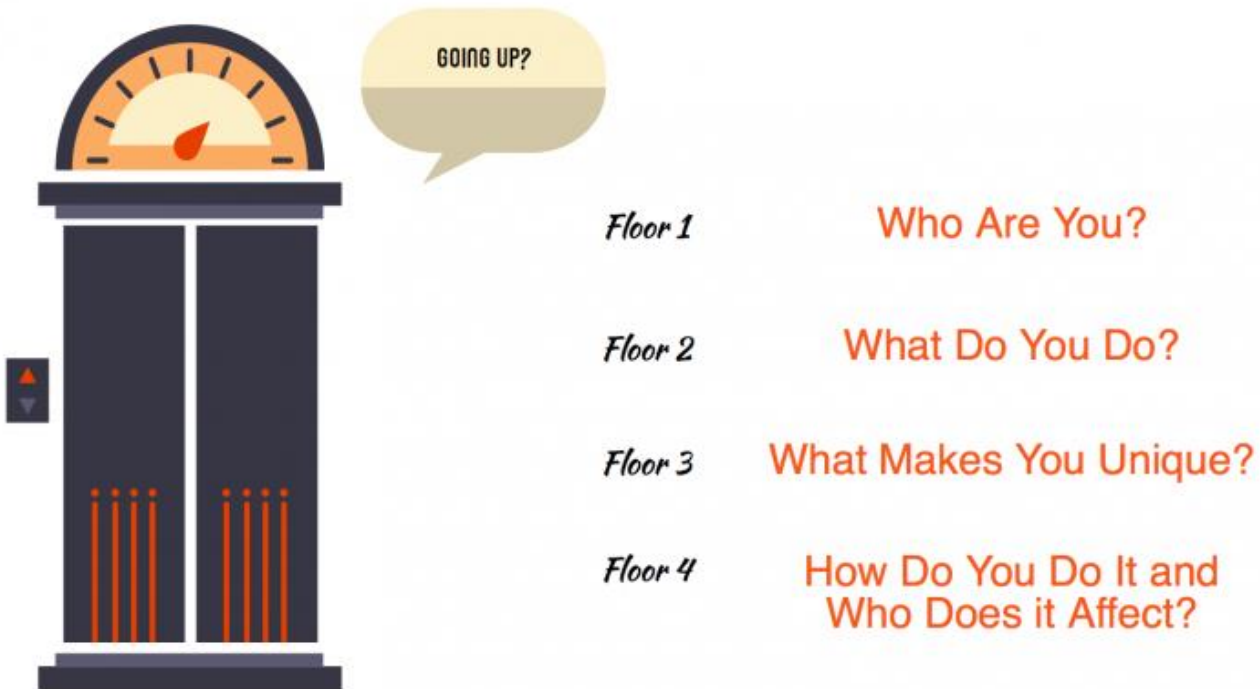 GOING UP?
Floor 1
Who Are You?
Floor 2
What Do You Do?
Floor 3
What Makes You Unique?
Floor 4
How Do You Do It and
Who Does it Affect?